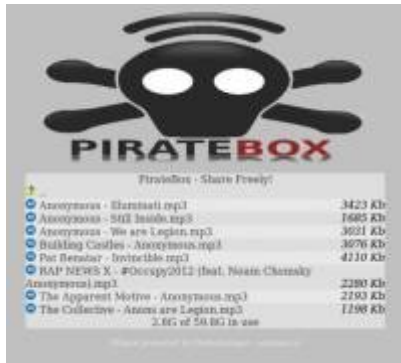 PIRATEBOX
PirateBox - Share Freely!
..
Anonymous - Illuminati.mp3 3423 Kb
Anonymous - Still Inside.mp3 1685 Kb
Anonymous - We are Legion.mp3 3031 Kb
Building Castles - Anonymous.mp3 3076 Kb
Pat Benatar - Invincible.mp3 4110 Kb
RAP NEWS X - #Occupy2012 (feat. Noam Chomsky
Anonymous).mp3 2280 Kb
The Apparent Motive - Anonymous.mp3 2193 Kb
The Collective - Anons are Legion.mp3 1198 Kb
2.8G of 59.8G in use